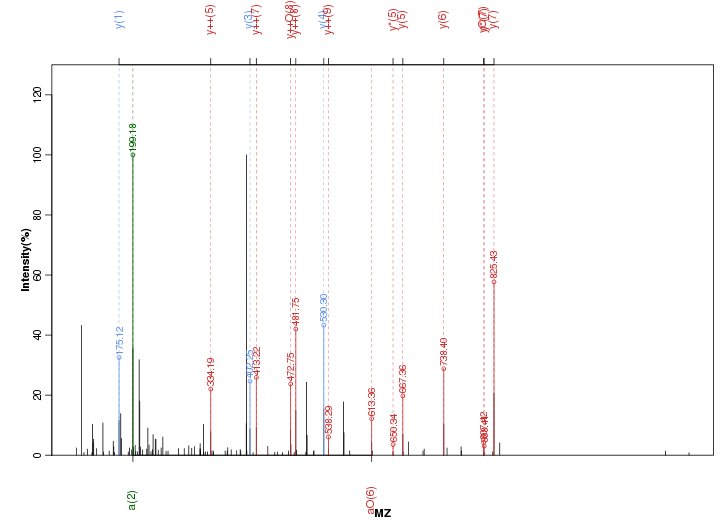 y(1)
y++(5)
y(3)
y++(7)
y++O(8)
y++(8)
y(4)
y++(9)
y*(5)
y(5)
y(6)
y(7)
120
100
80
60
40
20
0
Intensity(%)
199.18
175.12
334.19
402.25
413.22
472.75
481.75
530.30
538.29
613.36
650.34
667.36
738.40
825.43
a(2)
aO(6)
MZ